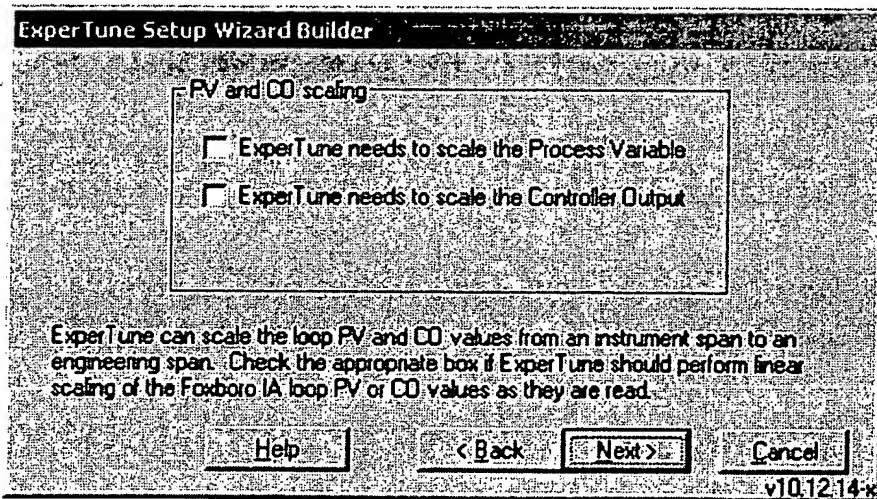 ExperTune Setup Wizard Builder
PV and CO scaling
ExperTune needs to scale the Process Variable
ExperTune needs to scale the Controller Output
ExperTune can scale the loop PV and CO values from an instrument span to an
engineering span. Check the appropriate box if ExperTune should perform linear
scaling of the Foxboro IA loop PV or CO values as they are read.
Help
< Back
Next >
Cancel
v10.12.14-x